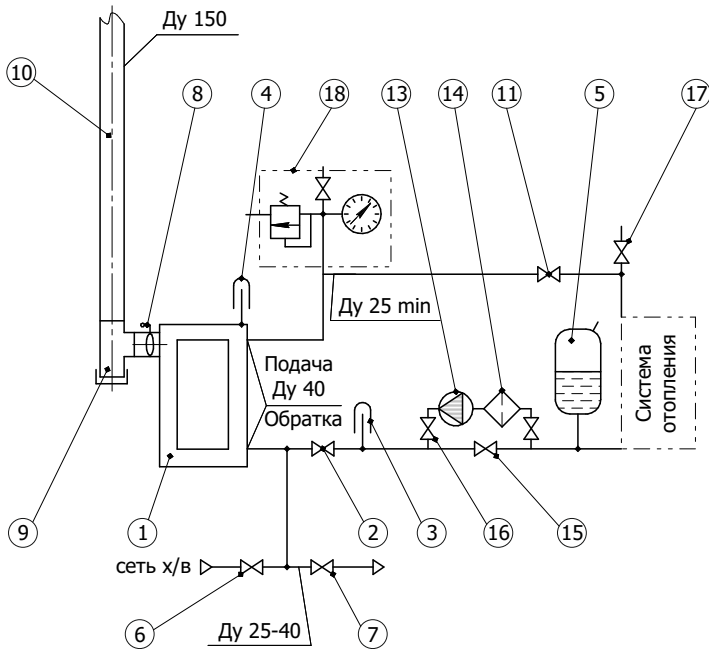 Ду 150
10
8
4
18
13
14
11
5
17
Ду 25 min
Подача
Ду 40
Обратка
Система
отопления
9
1
2
3
16
15
сеть х/в
6
Ду 25-40
7